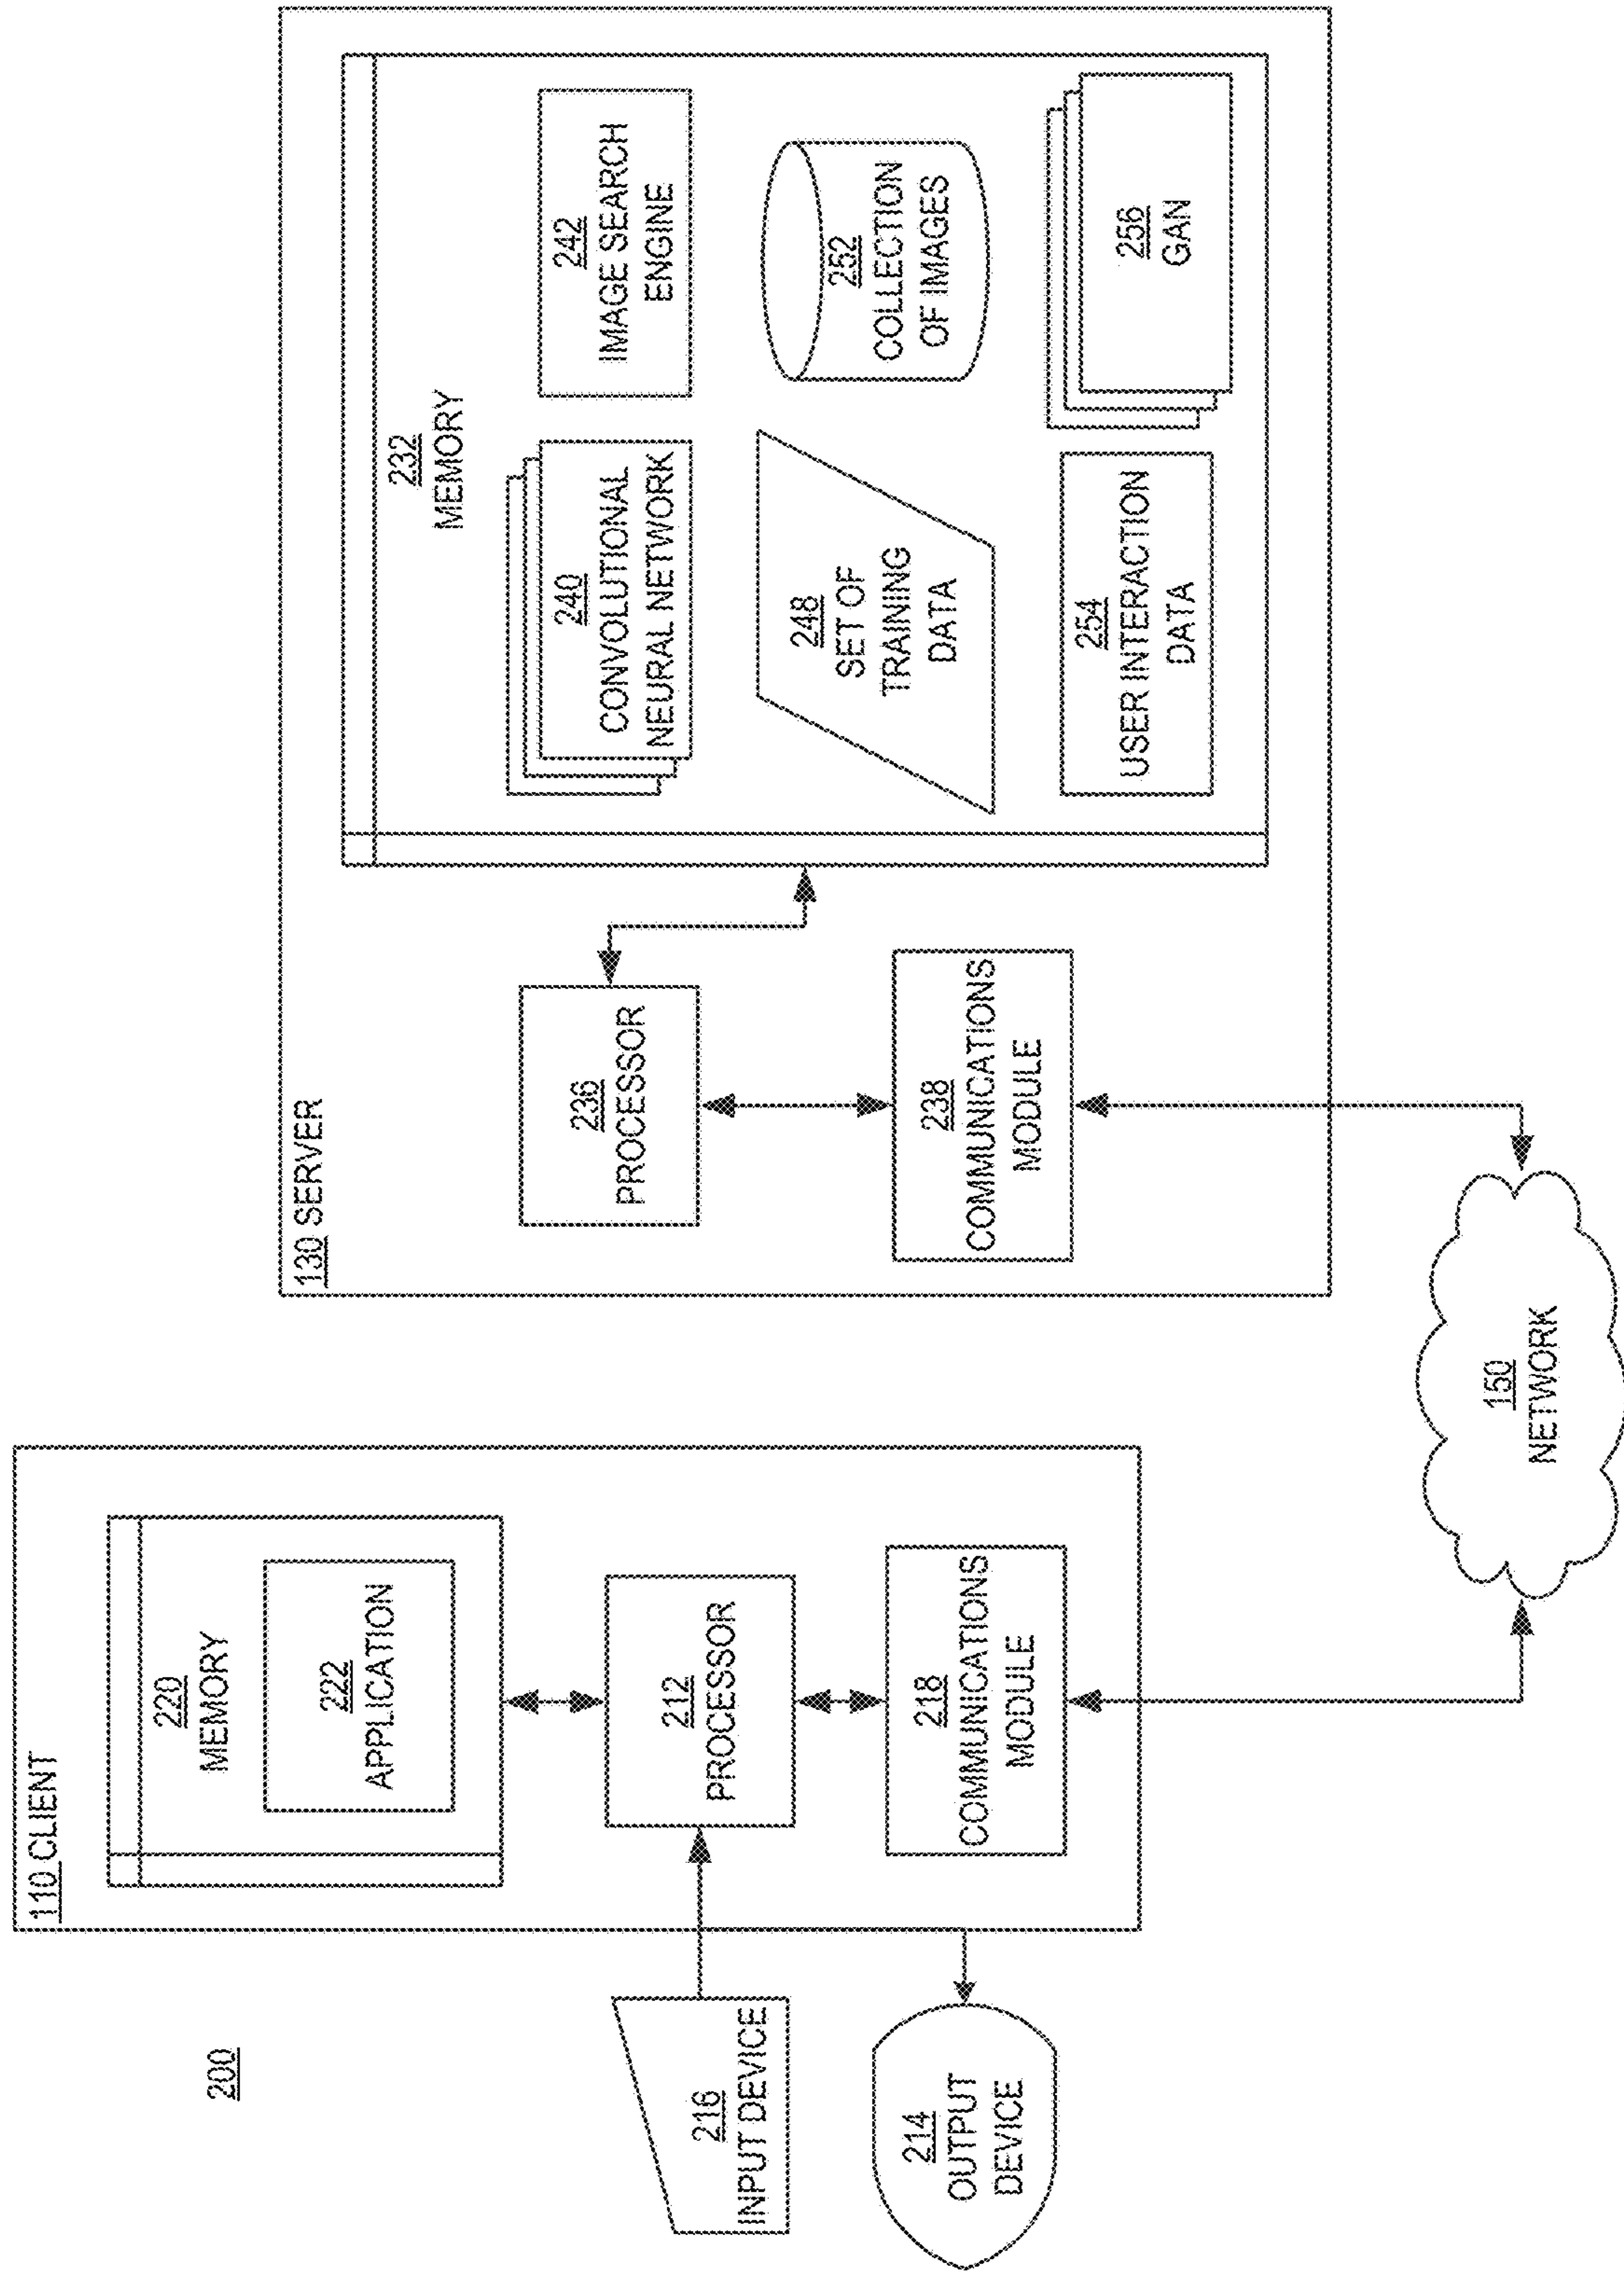 200
110 CLIENT
220
MEMORY
222
APPLICATION
212
PROCESSOR
218
COMMUNICATIONS
MODULE
216
INPUT DEVICE
214
OUTPUT
DEVICE
130 SERVER
236
PROCESSOR
238
COMMUNICATIONS
MODULE
232
MEMORY
240
CONVOLUTIONAL
NEURAL NETWORK
242
IMAGE SEARCH
ENGINE
248
SET OF
TRAINING
DATA
252
COLLECTION
OF IMAGES
254
USER INTERACTION
DATA
256
GAN
150
NETWORK